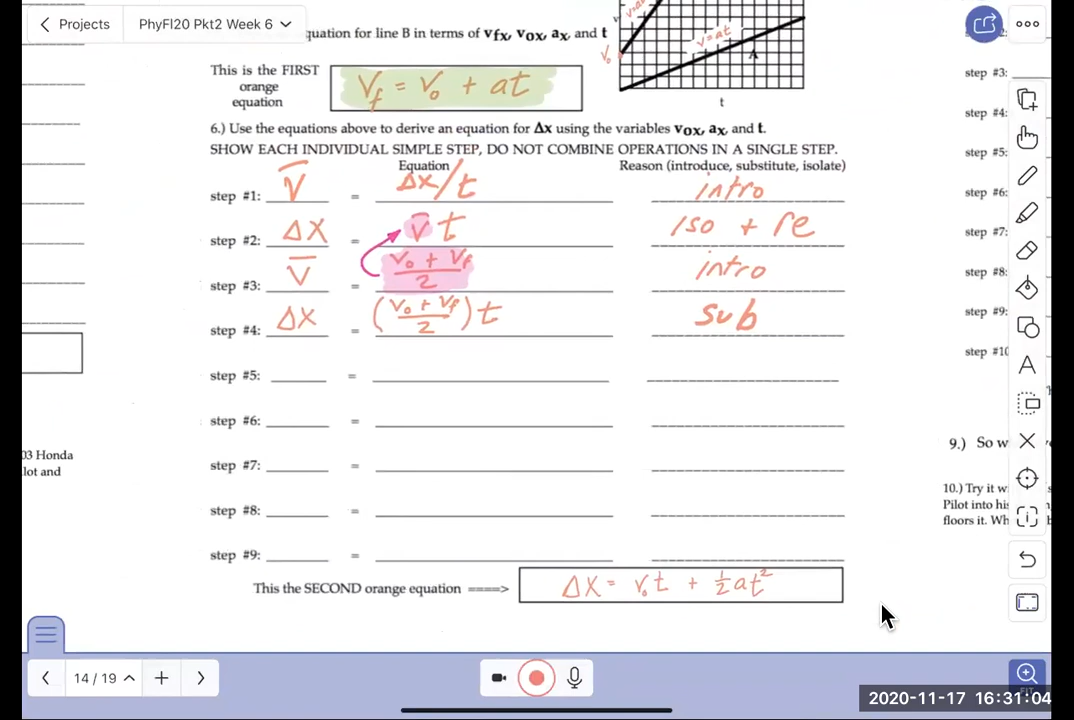 Projects
PhyFl20 Pkt2 Week 6
equation for line B in terms of vfx, vox, ax, and t
v=at
v₀
A
t
This is the FIRST
orange
equation
Vf = V₀ + at
6.) Use the equations above to derive an equation for Δx using the variables vox, ax, and t.
SHOW EACH INDIVIDUAL SIMPLE STEP, DO NOT COMBINE OPERATIONS IN A SINGLE STEP.
Equation Reason (introduce, substitute, isolate)
step #1: V̄ = Δx/t intro
step #2: Δx = v̄ t iso + re
step #3: V̄ = (v₀ + vf)/2 intro
step #4: Δx = ((v₀ + vf)/2) t sub
step #5: =
step #6: =
step #7: =
step #8: =
step #9: =
This the SECOND orange equation ====> Δx = v₀t + ½at²
03 Honda
lot and
step #3:
step #4:
step #5:
step #6:
step #7:
step #8:
step #9:
step #10
9.) So w
10.) Try it w
Pilot into his
floors it. Wh
14 / 19
FIT
2020-11-17 16:31:04